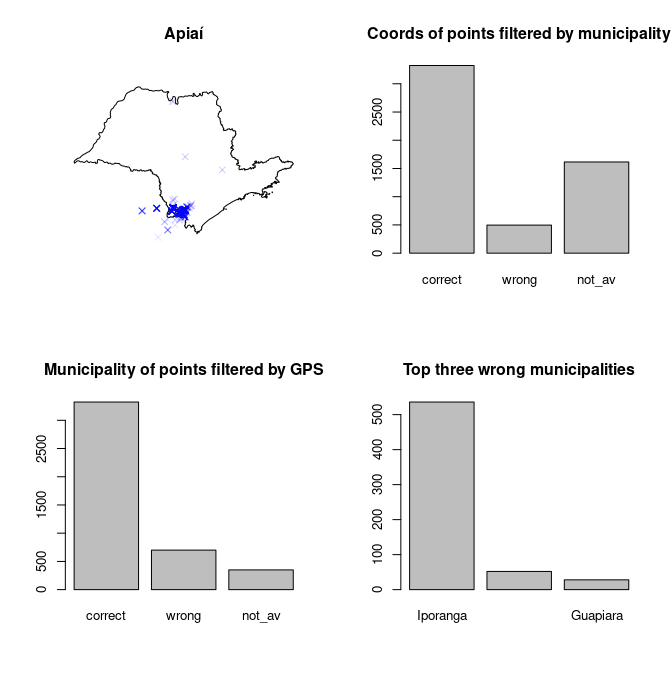 Apiaí
Coords of points filtered by municipality
0
500
1500
2500
correct
wrong
not_av
Municipality of points filtered by GPS
0
500
1500
2500
correct
wrong
not_av
Top three wrong municipalities
0
100
200
300
400
500
Iporanga
Guapiara